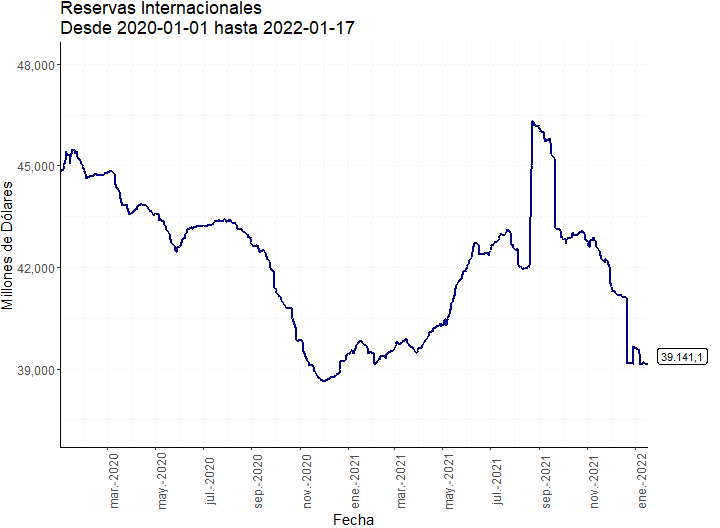 Reservas Internacionales
Desde 2020-01-01 hasta 2022-01-17
Millones de Dólares
48,000
45,000
42,000
39,000
39.141,1
mar.-2020
may.-2020
jul.-2020
sep.-2020
nov.-2020
ene.-2021
mar.-2021
may.-2021
jul.-2021
sep.-2021
nov.-2021
ene.-2022
Fecha